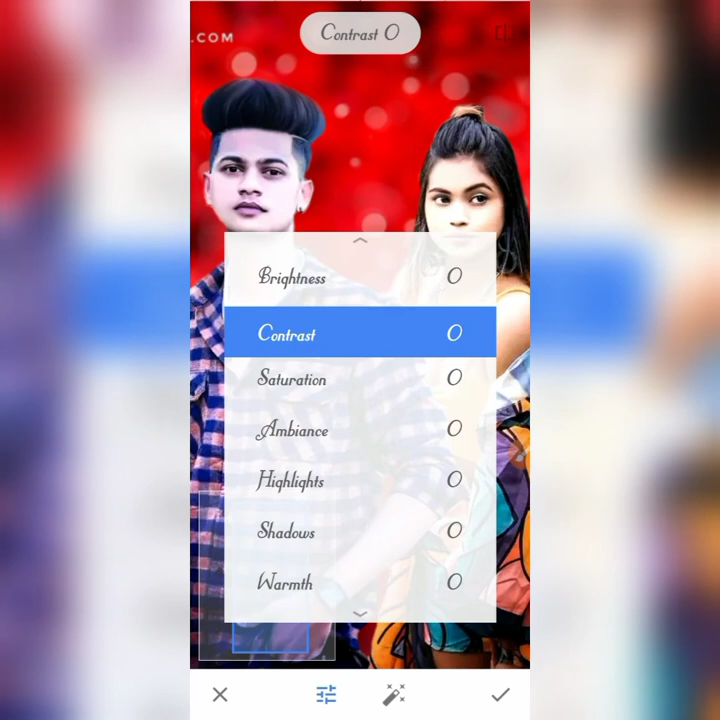 .COM
Contrast 0
Brightness 0
Contrast 0
Saturation 0
Ambiance 0
Highlights 0
Shadows 0
Warmth 0